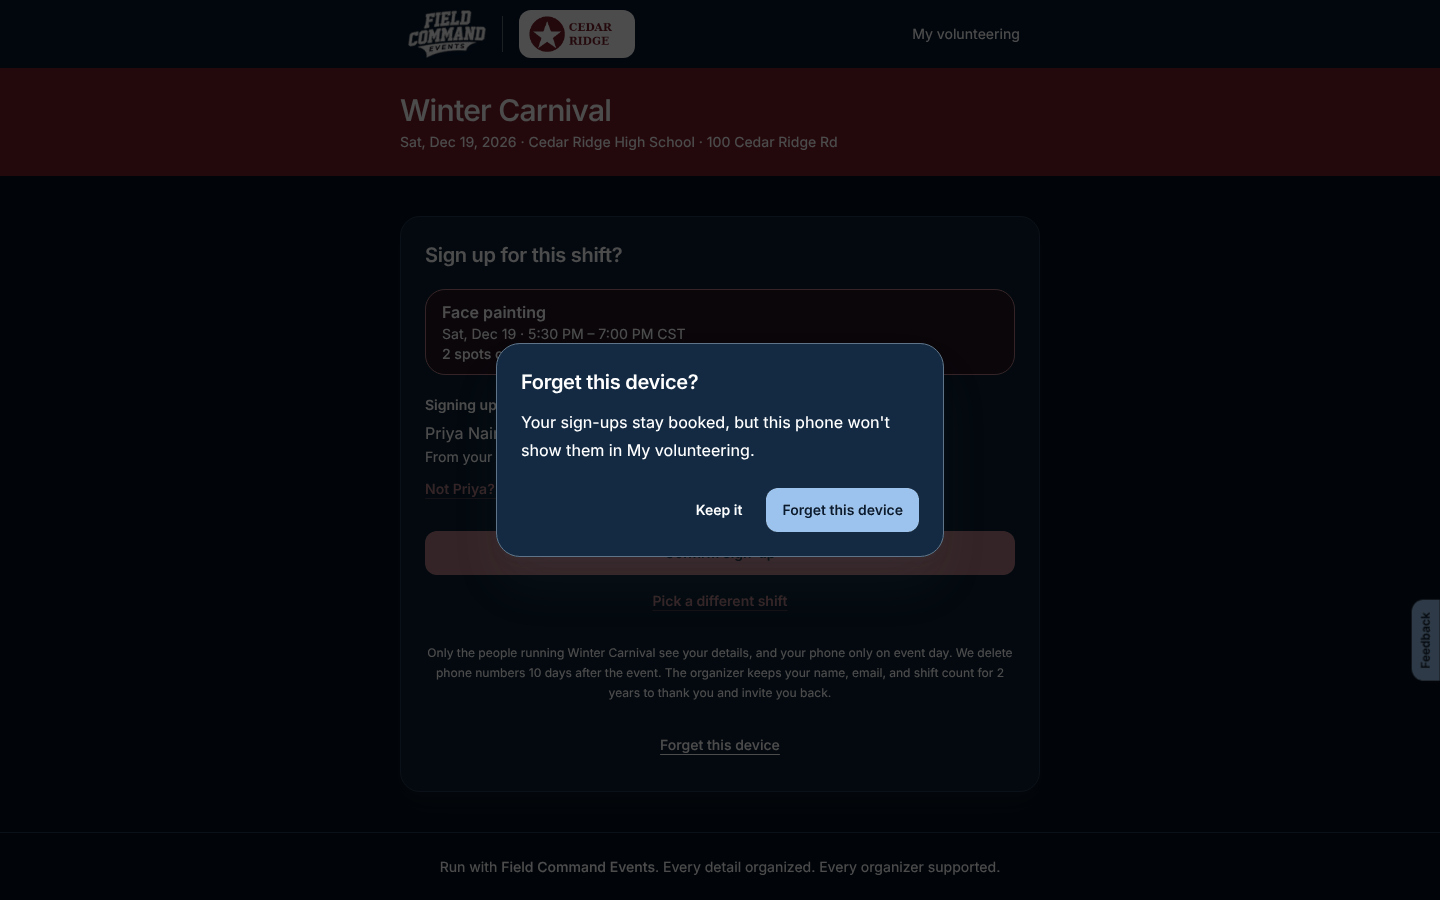 FIELD
COMMAND
EVENTS
CEDAR
RIDGE
My volunteering
Winter Carnival
Sat, Dec 19, 2026 · Cedar Ridge High School · 100 Cedar Ridge Rd
Sign up for this shift?
Face painting
Sat, Dec 19 · 5:30 PM – 7:00 PM CST
2 spots
Signing up
Priya Nair
From your
Not Priya?
Forget this device?
Your sign-ups stay booked, but this phone won't
show them in My volunteering.
Keep it
Forget this device
Pick a different shift
Only the people running Winter Carnival see your details, and your phone only on event day. We delete
phone numbers 10 days after the event. The organizer keeps your name, email, and shift count for 2
years to thank you and invite you back.
Forget this device
Feedback
Run with Field Command Events. Every detail organized. Every organizer supported.